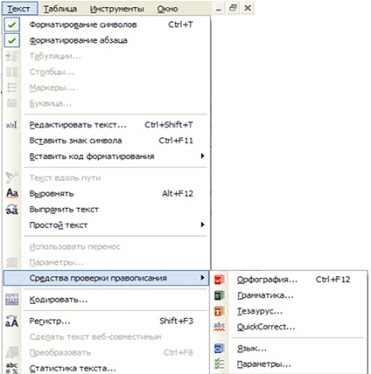 Текст Таблица Инструменты Окно
Форматирование символов Ctrl+T
Форматирование абзаца
Табуляции...
Столбцы...
Маркеры...
Буквица...
Редактировать текст... Ctrl+Shift+T
Вставить знак символа Ctrl+F11
Вставить код форматирования
Текст вдоль пути
Выровнять Alt+F12
Выпрямить текст
Простой текст
Использовать перенос
Параметры...
Средства проверки правописания
Орфография... Ctrl+F12
Кодировать...
Грамматика...
Тезаурус...
Регистр... Shift+F3
QuickCorrect...
Сделать текст веб-совместимым
Язык...
Преобразовать Ctrl+F8
Параметры...
Статистика текста...